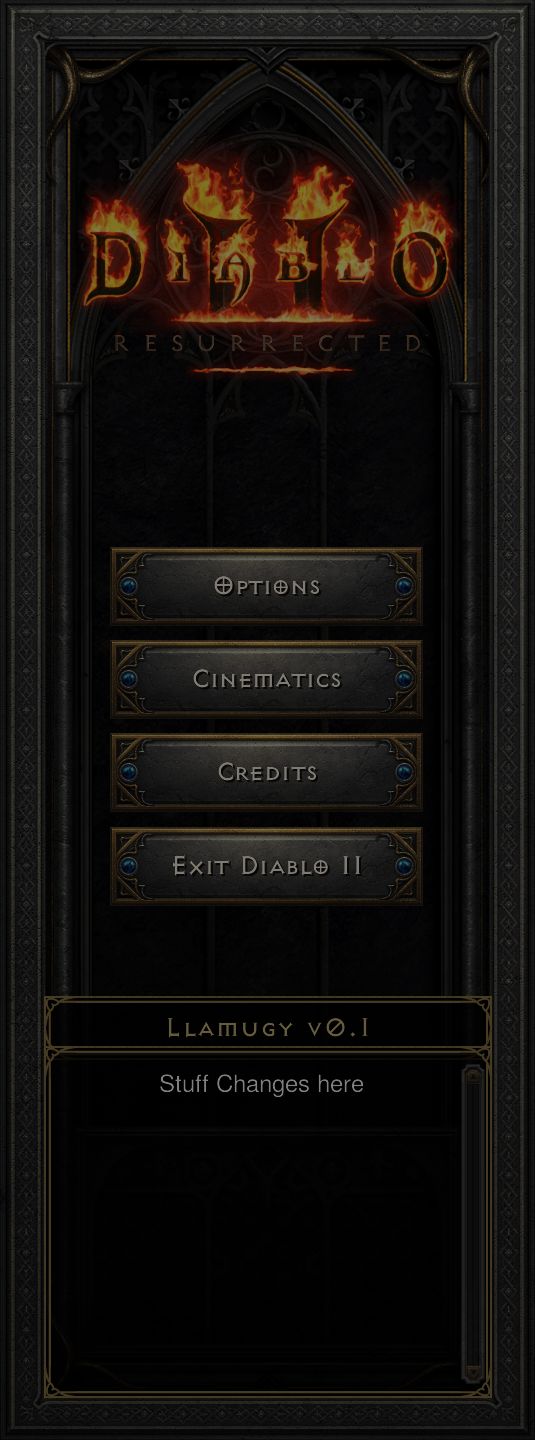 DIABLO
II
RESURRECTED
Options
Cinematics
Credits
Exit Diablo II
Llamugy v0.1
Stuff Changes here